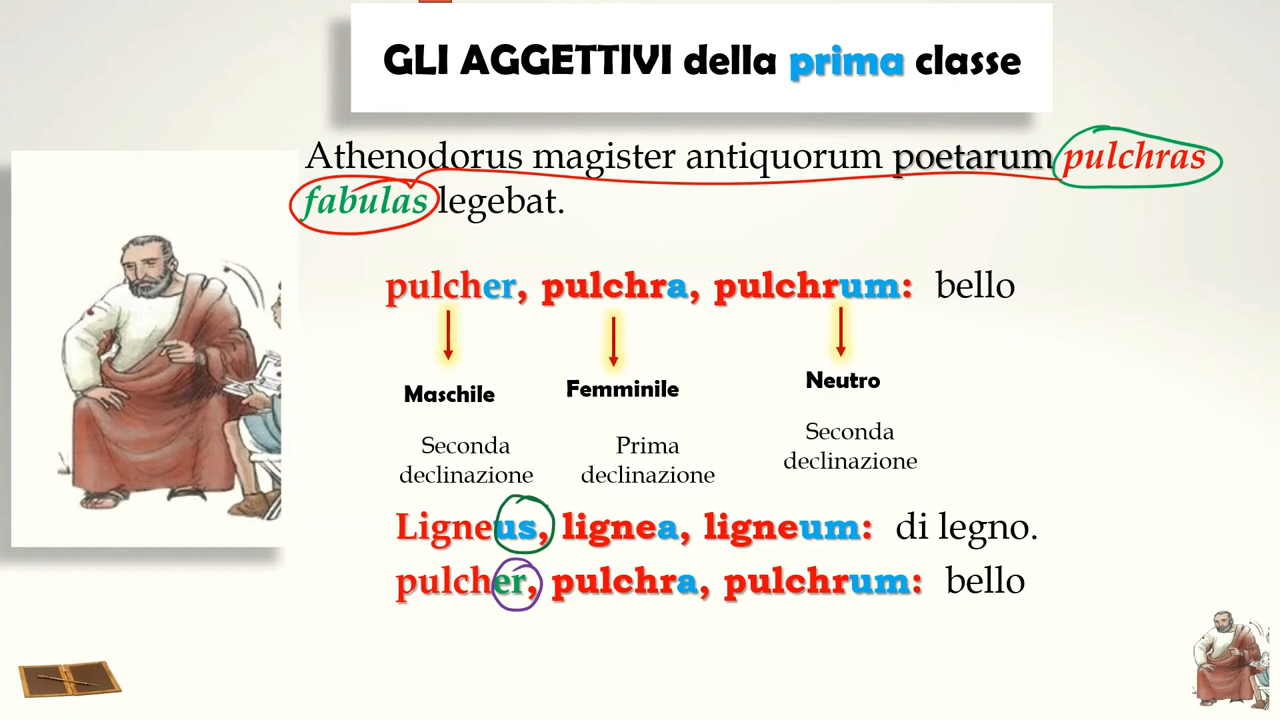 GLI AGGETTIVI della prima classe
Athenodorus magister antiquorum poetarum pulchras
fabulas legebat.
pulcher, pulchra, pulchrum: bello
Maschile Femminile Neutro
Seconda declinazione
Prima declinazione
Seconda declinazione
Ligneus, lignea, ligneum: di legno.
pulcher, pulchra, pulchrum: bello